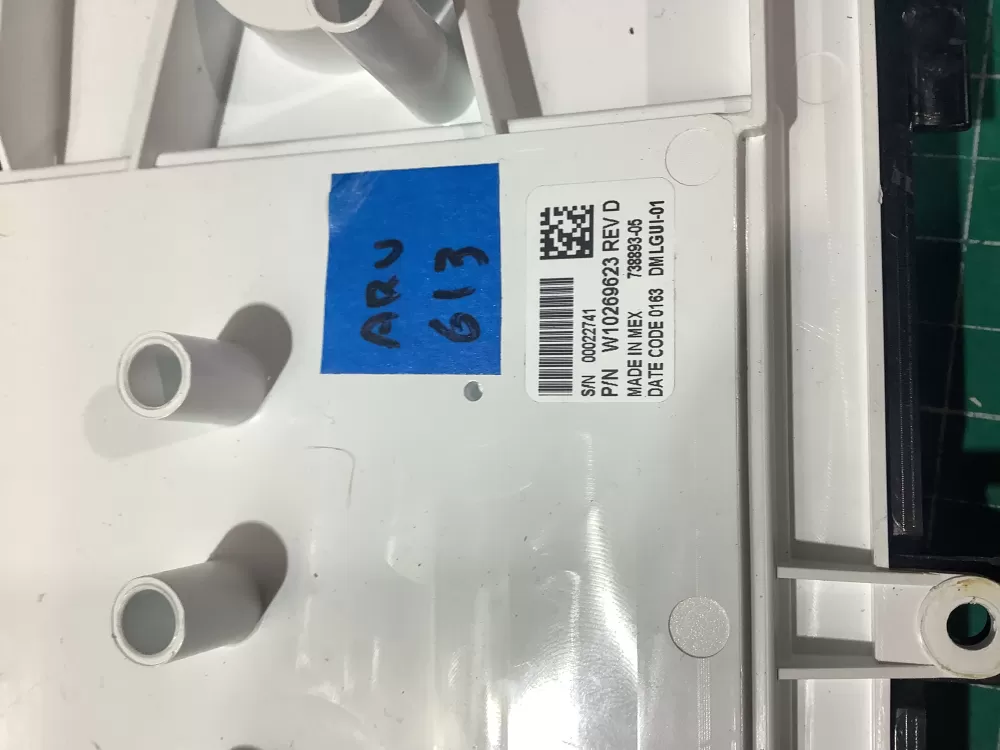 ARU
613
S/N 00022741
P/N W10269623 REV D
MADE IN MEX 738893-05
DATE CODE 0163 DMLGUI-01